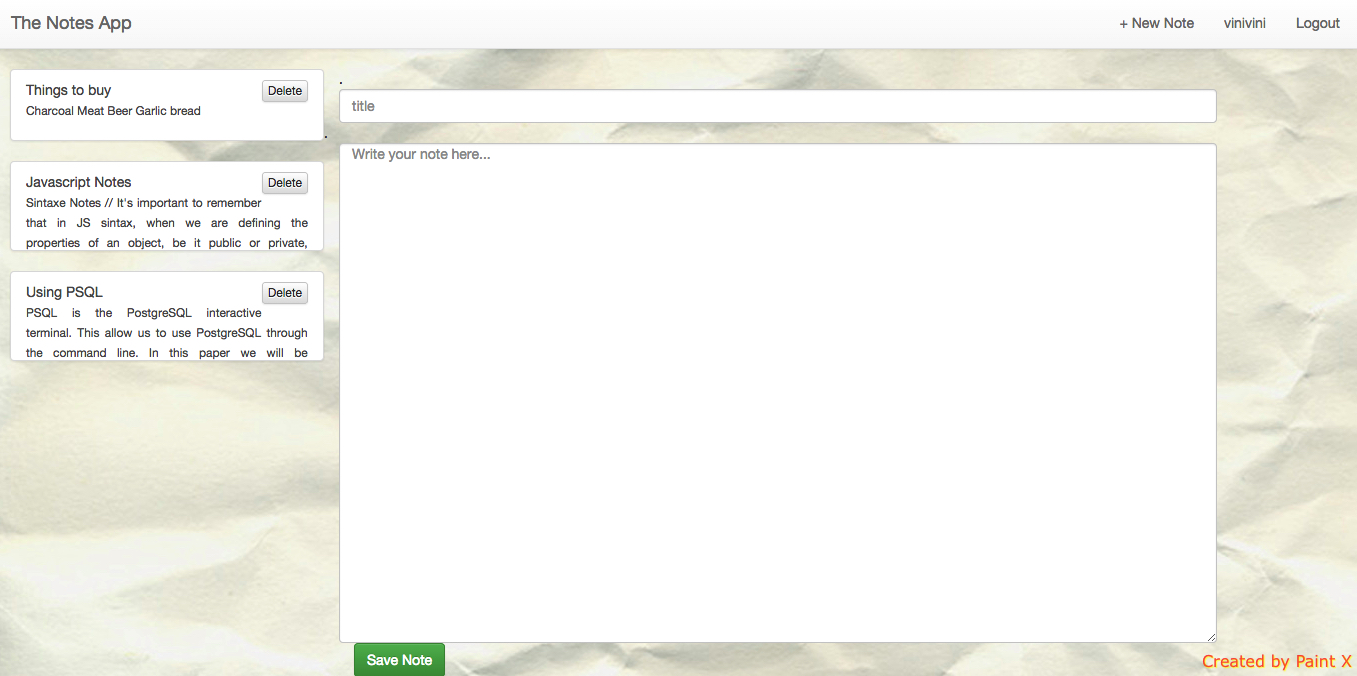 The Notes App
+ New Note vinivini Logout
Things to buy
Delete
Charcoal Meat Beer Garlic bread
.
Javascript Notes
Delete
Sintaxe Notes // It's important to remember
that in JS sintax, when we are defining the
properties of an object, be it public or private,
Using PSQL
Delete
PSQL is the PostgreSQL interactive
terminal. This allow us to use PostgreSQL through
the command line. In this paper we will be
.
title
Write your note here...
Save Note
Created by Paint X